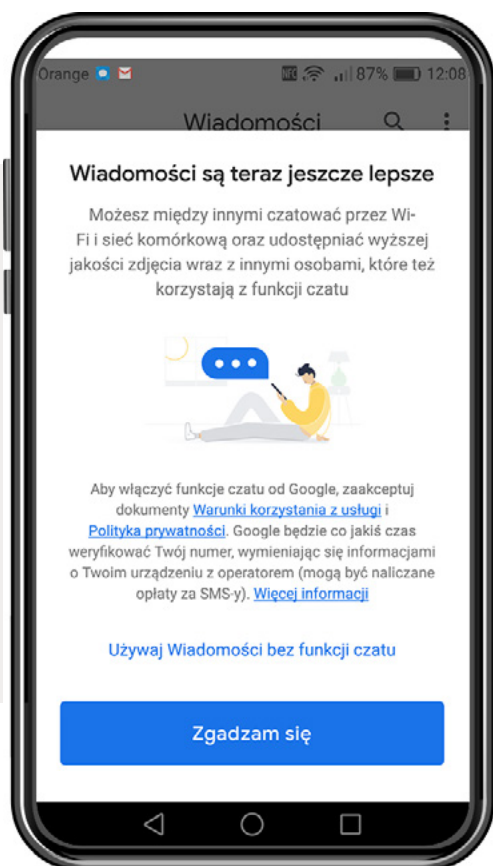 Orange NFC 87% 12:08
Wiadomości
Wiadomości są teraz jeszcze lepsze
Możesz między innymi czatować przez Wi-
Fi i sieć komórkową oraz udostępniać wyższej
jakości zdjęcia wraz z innymi osobami, które też
korzystają z funkcji czatu
Aby włączyć funkcje czatu od Google, zaakceptuj
dokumenty Warunki korzystania z usługi i
Polityka prywatności. Google będzie co jakiś czas
weryfikować Twój numer, wymieniając się informacjami
o Twoim urządzeniu z operatorem (mogą być naliczane
opłaty za SMS-y). Więcej informacji
Używaj Wiadomości bez funkcji czatu
Zgadzam się